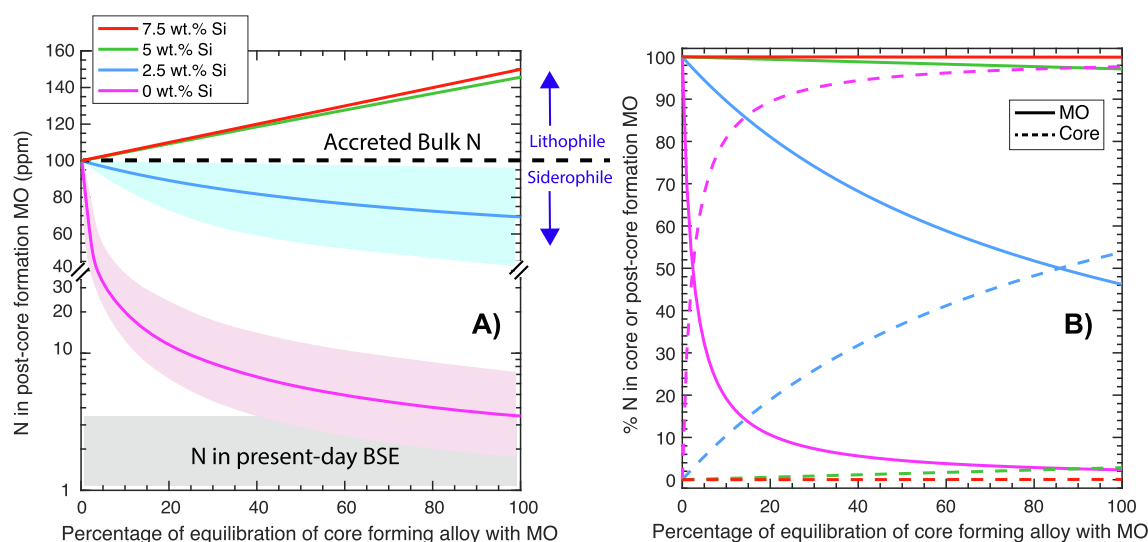 7.5 wt.% Si
5 wt.% Si
2.5 wt.% Si
0 wt.% Si
N in post-core formation MO (ppm)
160
140
120
100
80
60
40
30
20
10
1
Accreted Bulk N
Lithophile
Siderophile
A)
N in present-day BSE
0 20 40 60 80 100
Percentage of equilibration of core forming alloy with MO
% N in core or post-core formation MO
100
90
80
70
60
50
40
30
20
10
0
MO
Core
B)
0 20 40 60 80 100
Percentage of equilibration of core forming alloy with MO